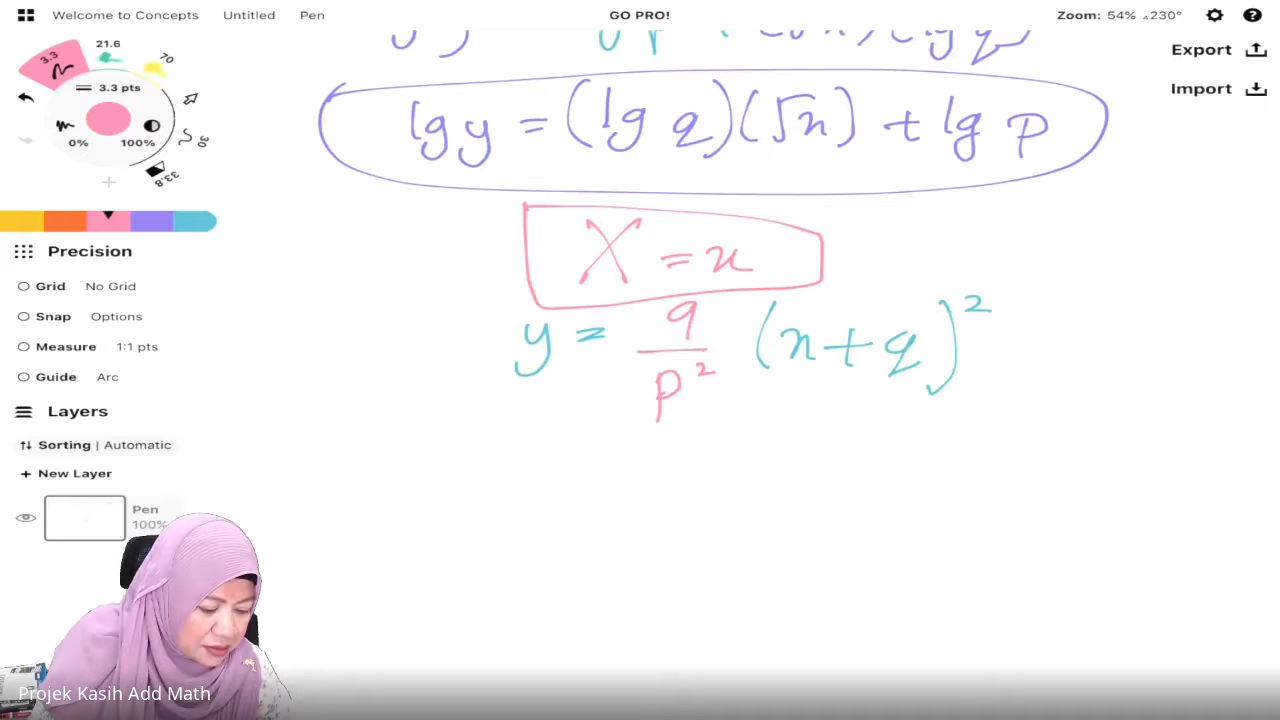 Welcome to Concepts Untitled Pen GO PRO! Zoom: 54% ⊿230°
Export
Import
3.3 21.6 70
3.3 pts
0% 100%
30
33.8
lg y = (lg q)(√x) + lg p
X = x
y = 9/p² (x + q)²
Precision
Grid No Grid
Snap Options
Measure 1:1 pts
Guide Arc
Layers
Sorting | Automatic
+ New Layer
Pen
100%
Projek Kasih Add Math